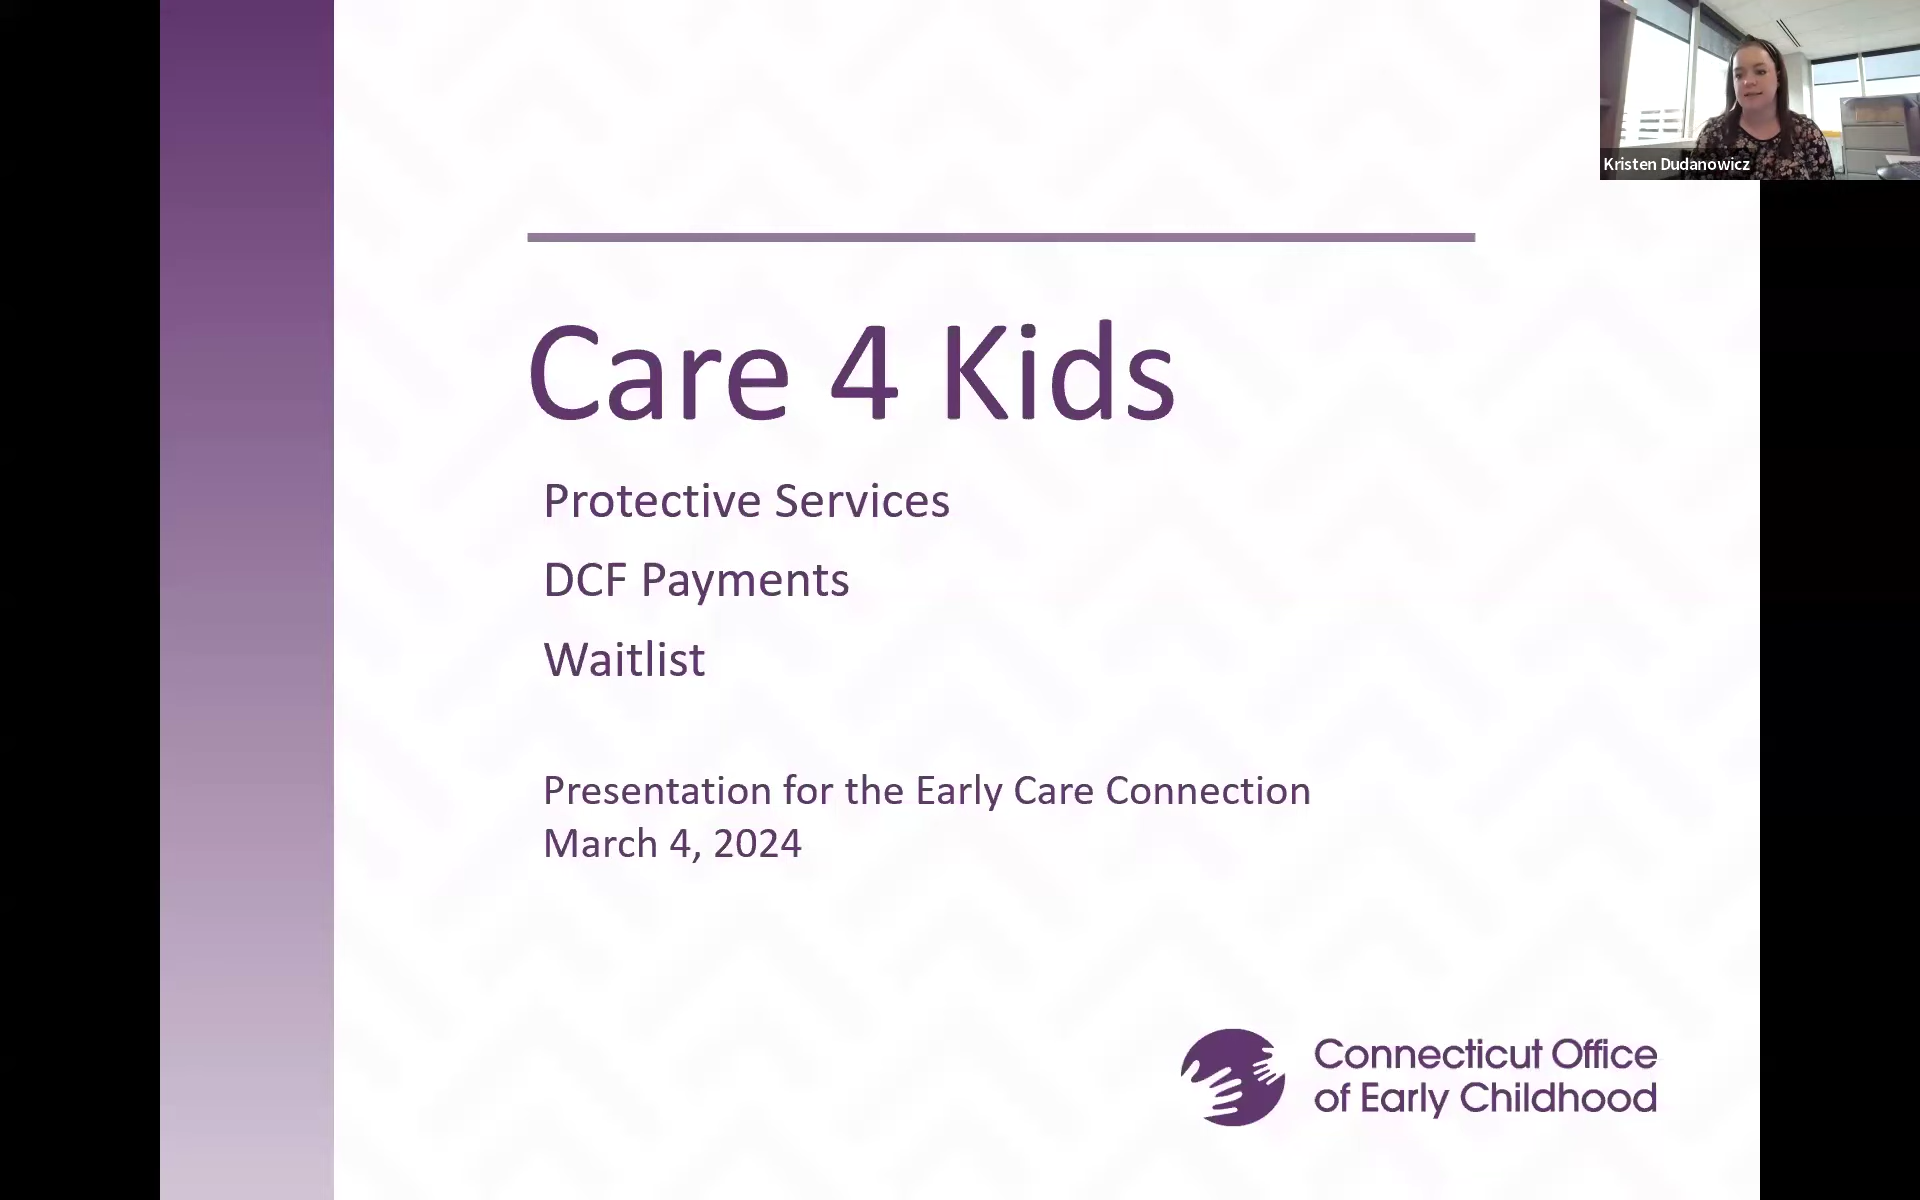 Kristen Dudanowicz
Care 4 Kids
Protective Services
DCF Payments
Waitlist
Presentation for the Early Care Connection
March 4, 2024
Connecticut Office
of Early Childhood